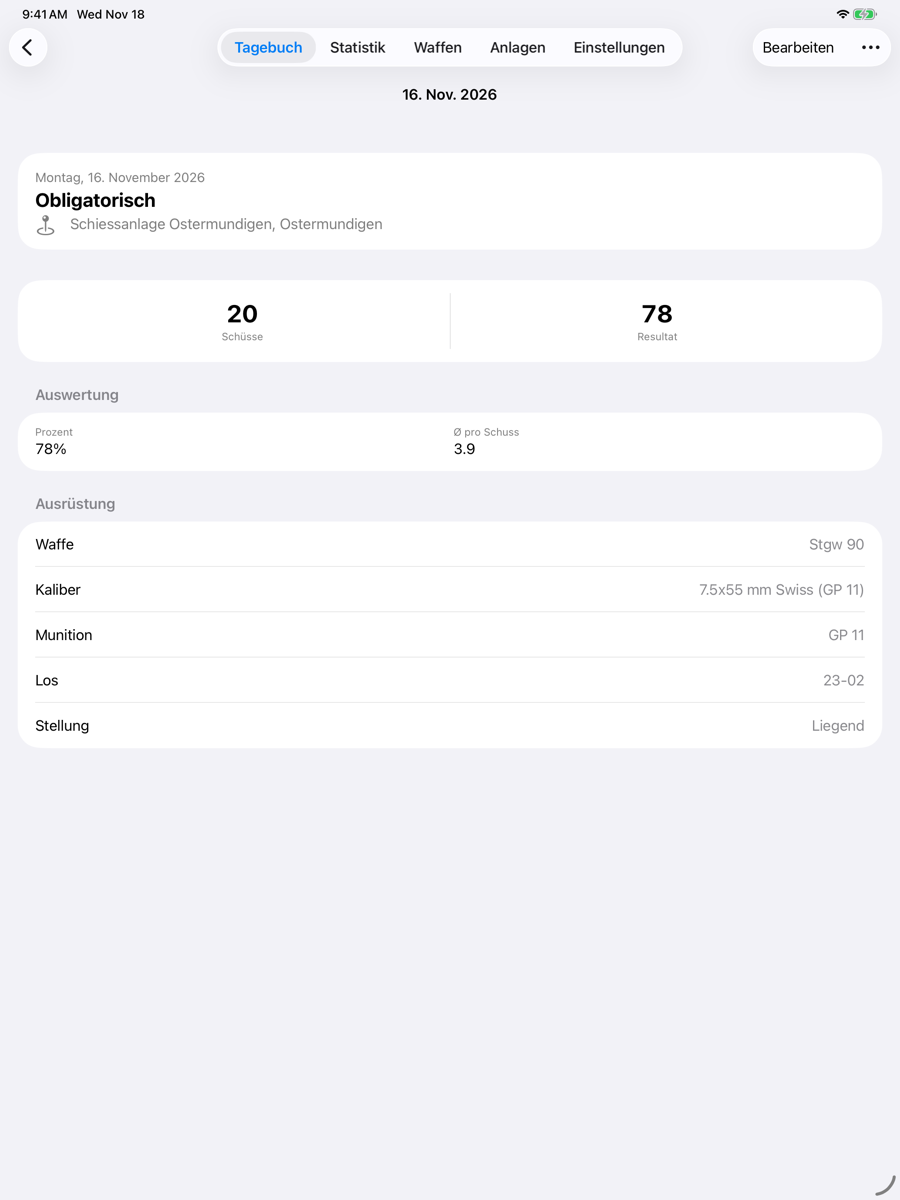 9:41 AM Wed Nov 18
Tagebuch Statistik Waffen Anlagen Einstellungen Bearbeiten
16. Nov. 2026
Montag, 16. November 2026
Obligatorisch
Schiessanlage Ostermundigen, Ostermundigen
20 78
Schüsse Resultat
Auswertung
Prozent Ø pro Schuss
78% 3.9
Ausrüstung
Waffe Stgw 90
Kaliber 7.5x55 mm Swiss (GP 11)
Munition GP 11
Los 23-02
Stellung Liegend